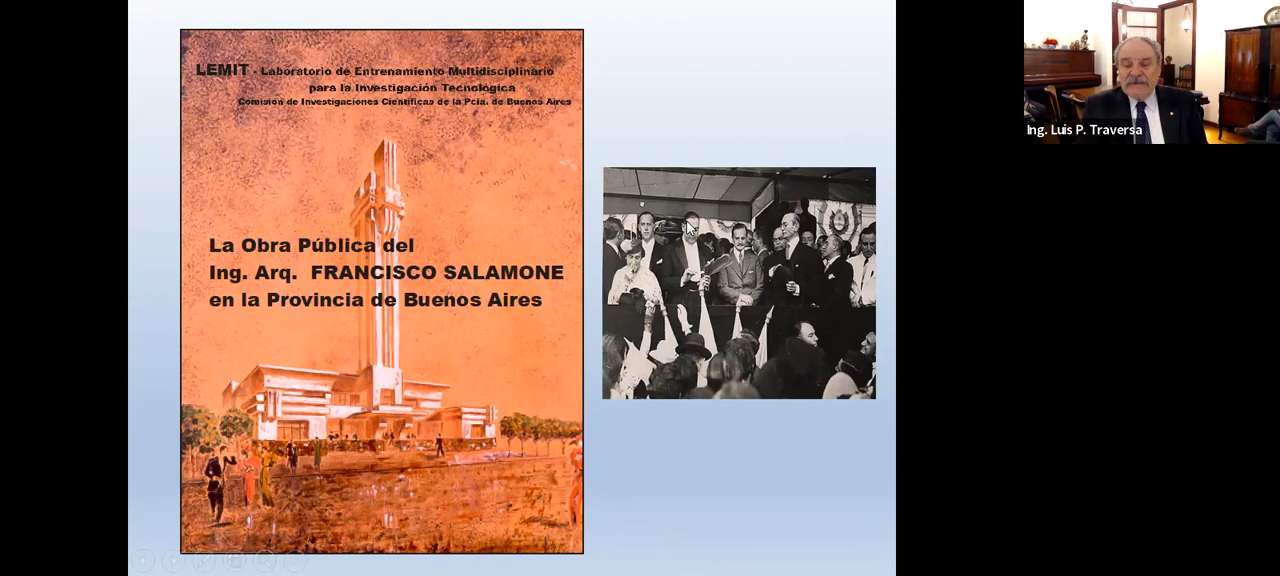 LEMIT - Laboratorio de Entrenamiento Multidisciplinario
para la Investigación Tecnológica
Comisión de Investigaciones Científicas de la Pcia. de Buenos Aires
La Obra Pública del
Ing. Arq. FRANCISCO SALAMONE
en la Provincia de Buenos Aires
Ing. Luis P. Traversa